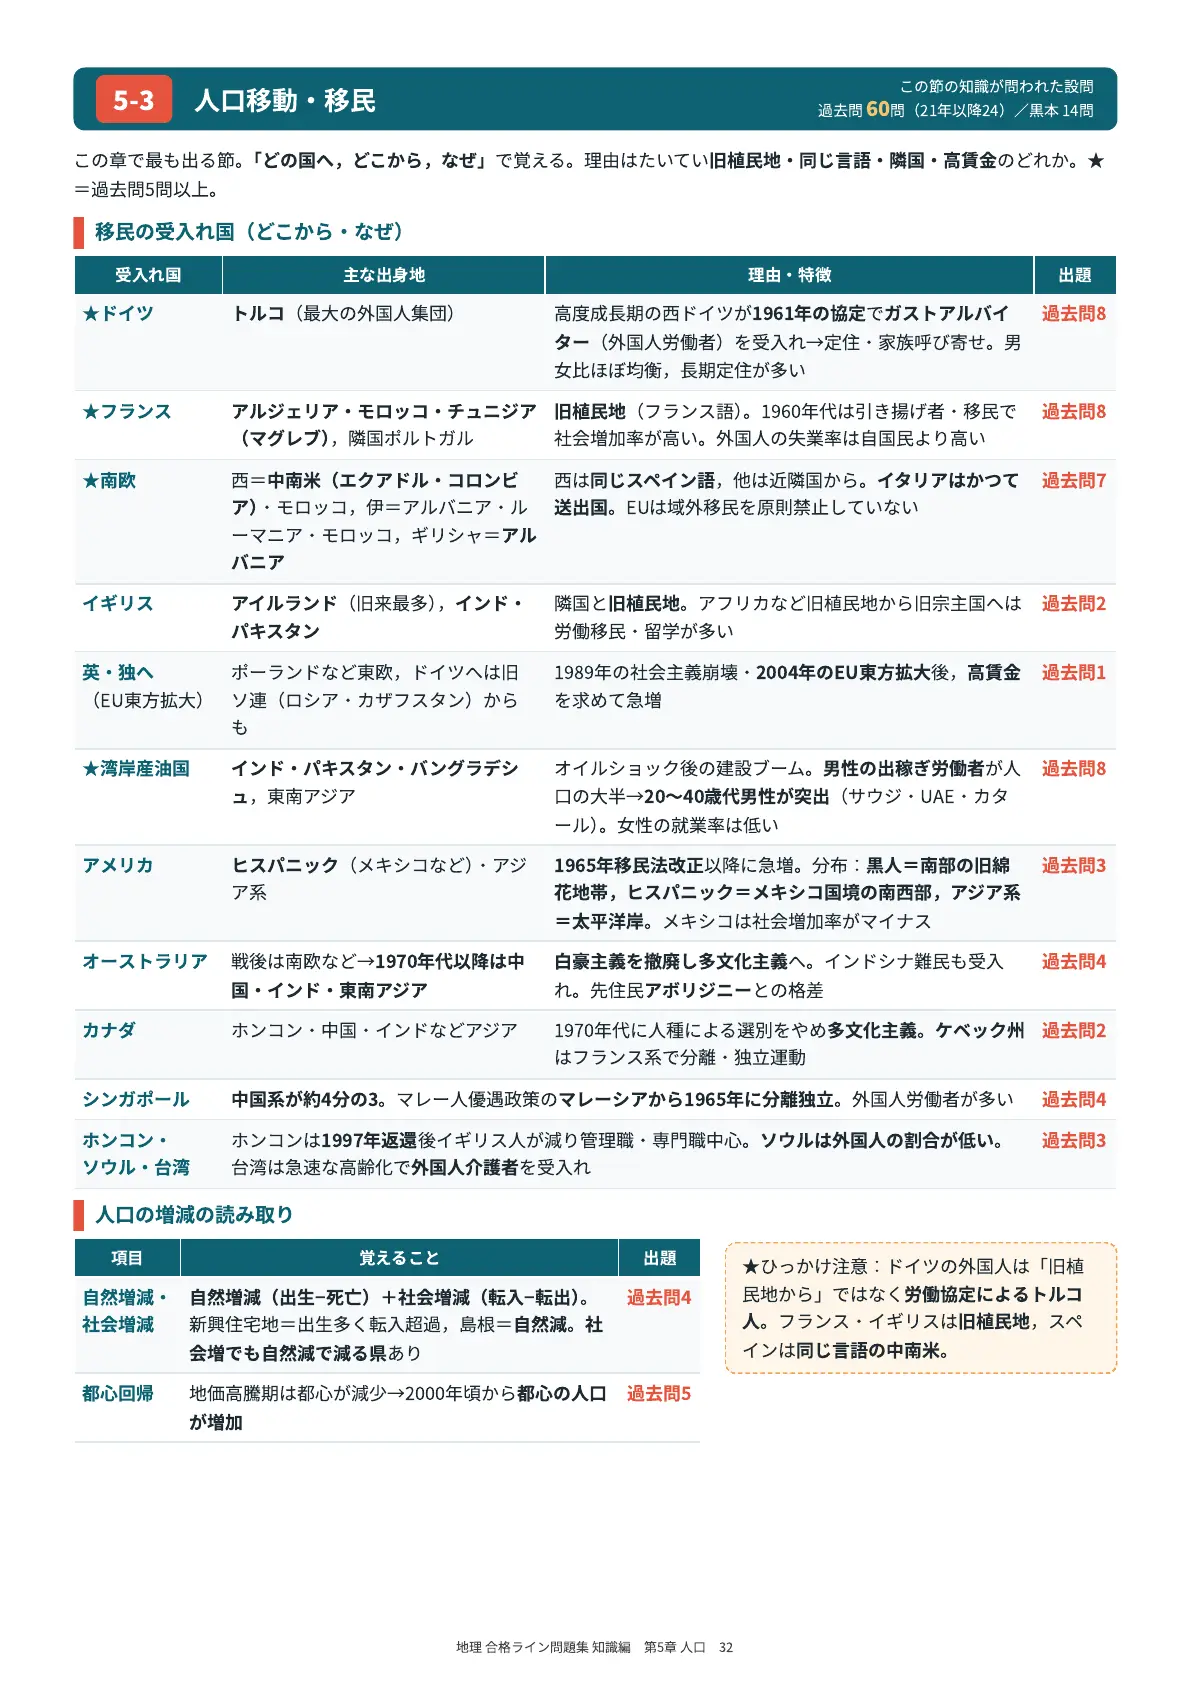 5-3 人口移動・移民
この節の知識が問われた設問
過去問 60問（21年以降24）／黒本 14問
この章で最も出る節。「どの国へ，どこから，なぜ」で覚える。理由はたいてい旧植民地・同じ言語・隣国・高賃金のどれか。★
＝過去問5問以上。
移民の受入れ国（どこから・なぜ）
受入れ国 主な出身地 理由・特徴 出題
★ドイツ トルコ（最大の外国人集団） 高度成長期の西ドイツが1961年の協定でガストアルバイ 過去問8
ター（外国人労働者）を受入れ→定住・家族呼び寄せ。男
女比ほぼ均衡，長期定住が多い
★フランス アルジェリア・モロッコ・チュニジア 旧植民地（フランス語）。1960年代は引き揚げ者・移民で 過去問8
（マグレブ），隣国ポルトガル 社会増加率が高い。外国人の失業率は自国民より高い
★南欧 西＝中南米（エクアドル・コロンビ 西は同じスペイン語，他は近隣国から。イタリアはかつて 過去問7
ア）・モロッコ，伊＝アルバニア・ル 送出国。EUは域外移民を原則禁止していない
ーマニア・モロッコ，ギリシャ＝アル
バニア
イギリス アイルランド（旧来最多），インド・ 隣国と旧植民地。アフリカなど旧植民地から旧宗主国へは 過去問2
パキスタン 労働移民・留学が多い
英・独へ ポーランドなど東欧，ドイツへは旧 1989年の社会主義崩壊・2004年のEU東方拡大後，高賃金 過去問1
（EU東方拡大） ソ連（ロシア・カザフスタン）から を求めて急増
も
★湾岸産油国 インド・パキスタン・バングラデシ オイルショック後の建設ブーム。男性の出稼ぎ労働者が人 過去問8
ュ，東南アジア 口の大半→20〜40歳代男性が突出（サウジ・UAE・カタ
ール）。女性の就業率は低い
アメリカ ヒスパニック（メキシコなど）・アジ 1965年移民法改正以降に急増。分布：黒人＝南部の旧綿 過去問3
ア系 花地帯，ヒスパニック＝メキシコ国境の南西部，アジア系
＝太平洋岸。メキシコは社会増加率がマイナス
オーストラリア 戦後は南欧など→1970年代以降は中 白豪主義を撤廃し多文化主義へ。インドシナ難民も受入 過去問4
国・インド・東南アジア れ。先住民アボリジニーとの格差
カナダ ホンコン・中国・インドなどアジア 1970年代に人種による選別をやめ多文化主義。ケベック州 過去問2
はフランス系で分離・独立運動
シンガポール 中国系が約4分の3。マレー人優遇政策のマレーシアから1965年に分離独立。外国人労働者が多い 過去問4
ホンコン・ ホンコンは1997年返還後イギリス人が減り管理職・専門職中心。ソウルは外国人の割合が低い。 過去問3
ソウル・台湾 台湾は急速な高齢化で外国人介護者を受入れ
人口の増減の読み取り
項目 覚えること 出題
自然増減・ 自然増減（出生−死亡）＋社会増減（転入−転出）。 過去問4
社会増減 新興住宅地＝出生多く転入超過，島根＝自然減。社
会増でも自然減で減る県あり
都心回帰 地価高騰期は都心が減少→2000年頃から都心の人口 過去問5
が増加
★ひっかけ注意：ドイツの外国人は「旧植
民地から」ではなく労働協定によるトルコ
人。フランス・イギリスは旧植民地，スペ
インは同じ言語の中南米。
地理 合格ライン問題集 知識編 第5章 人口 32